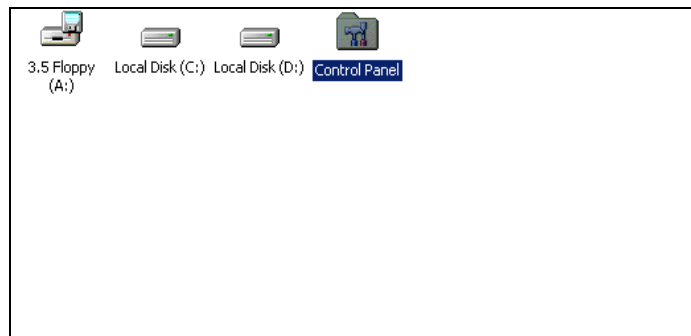 3.5 Floppy
(A:)
Local Disk (C:)
Local Disk (D:)
Control Panel